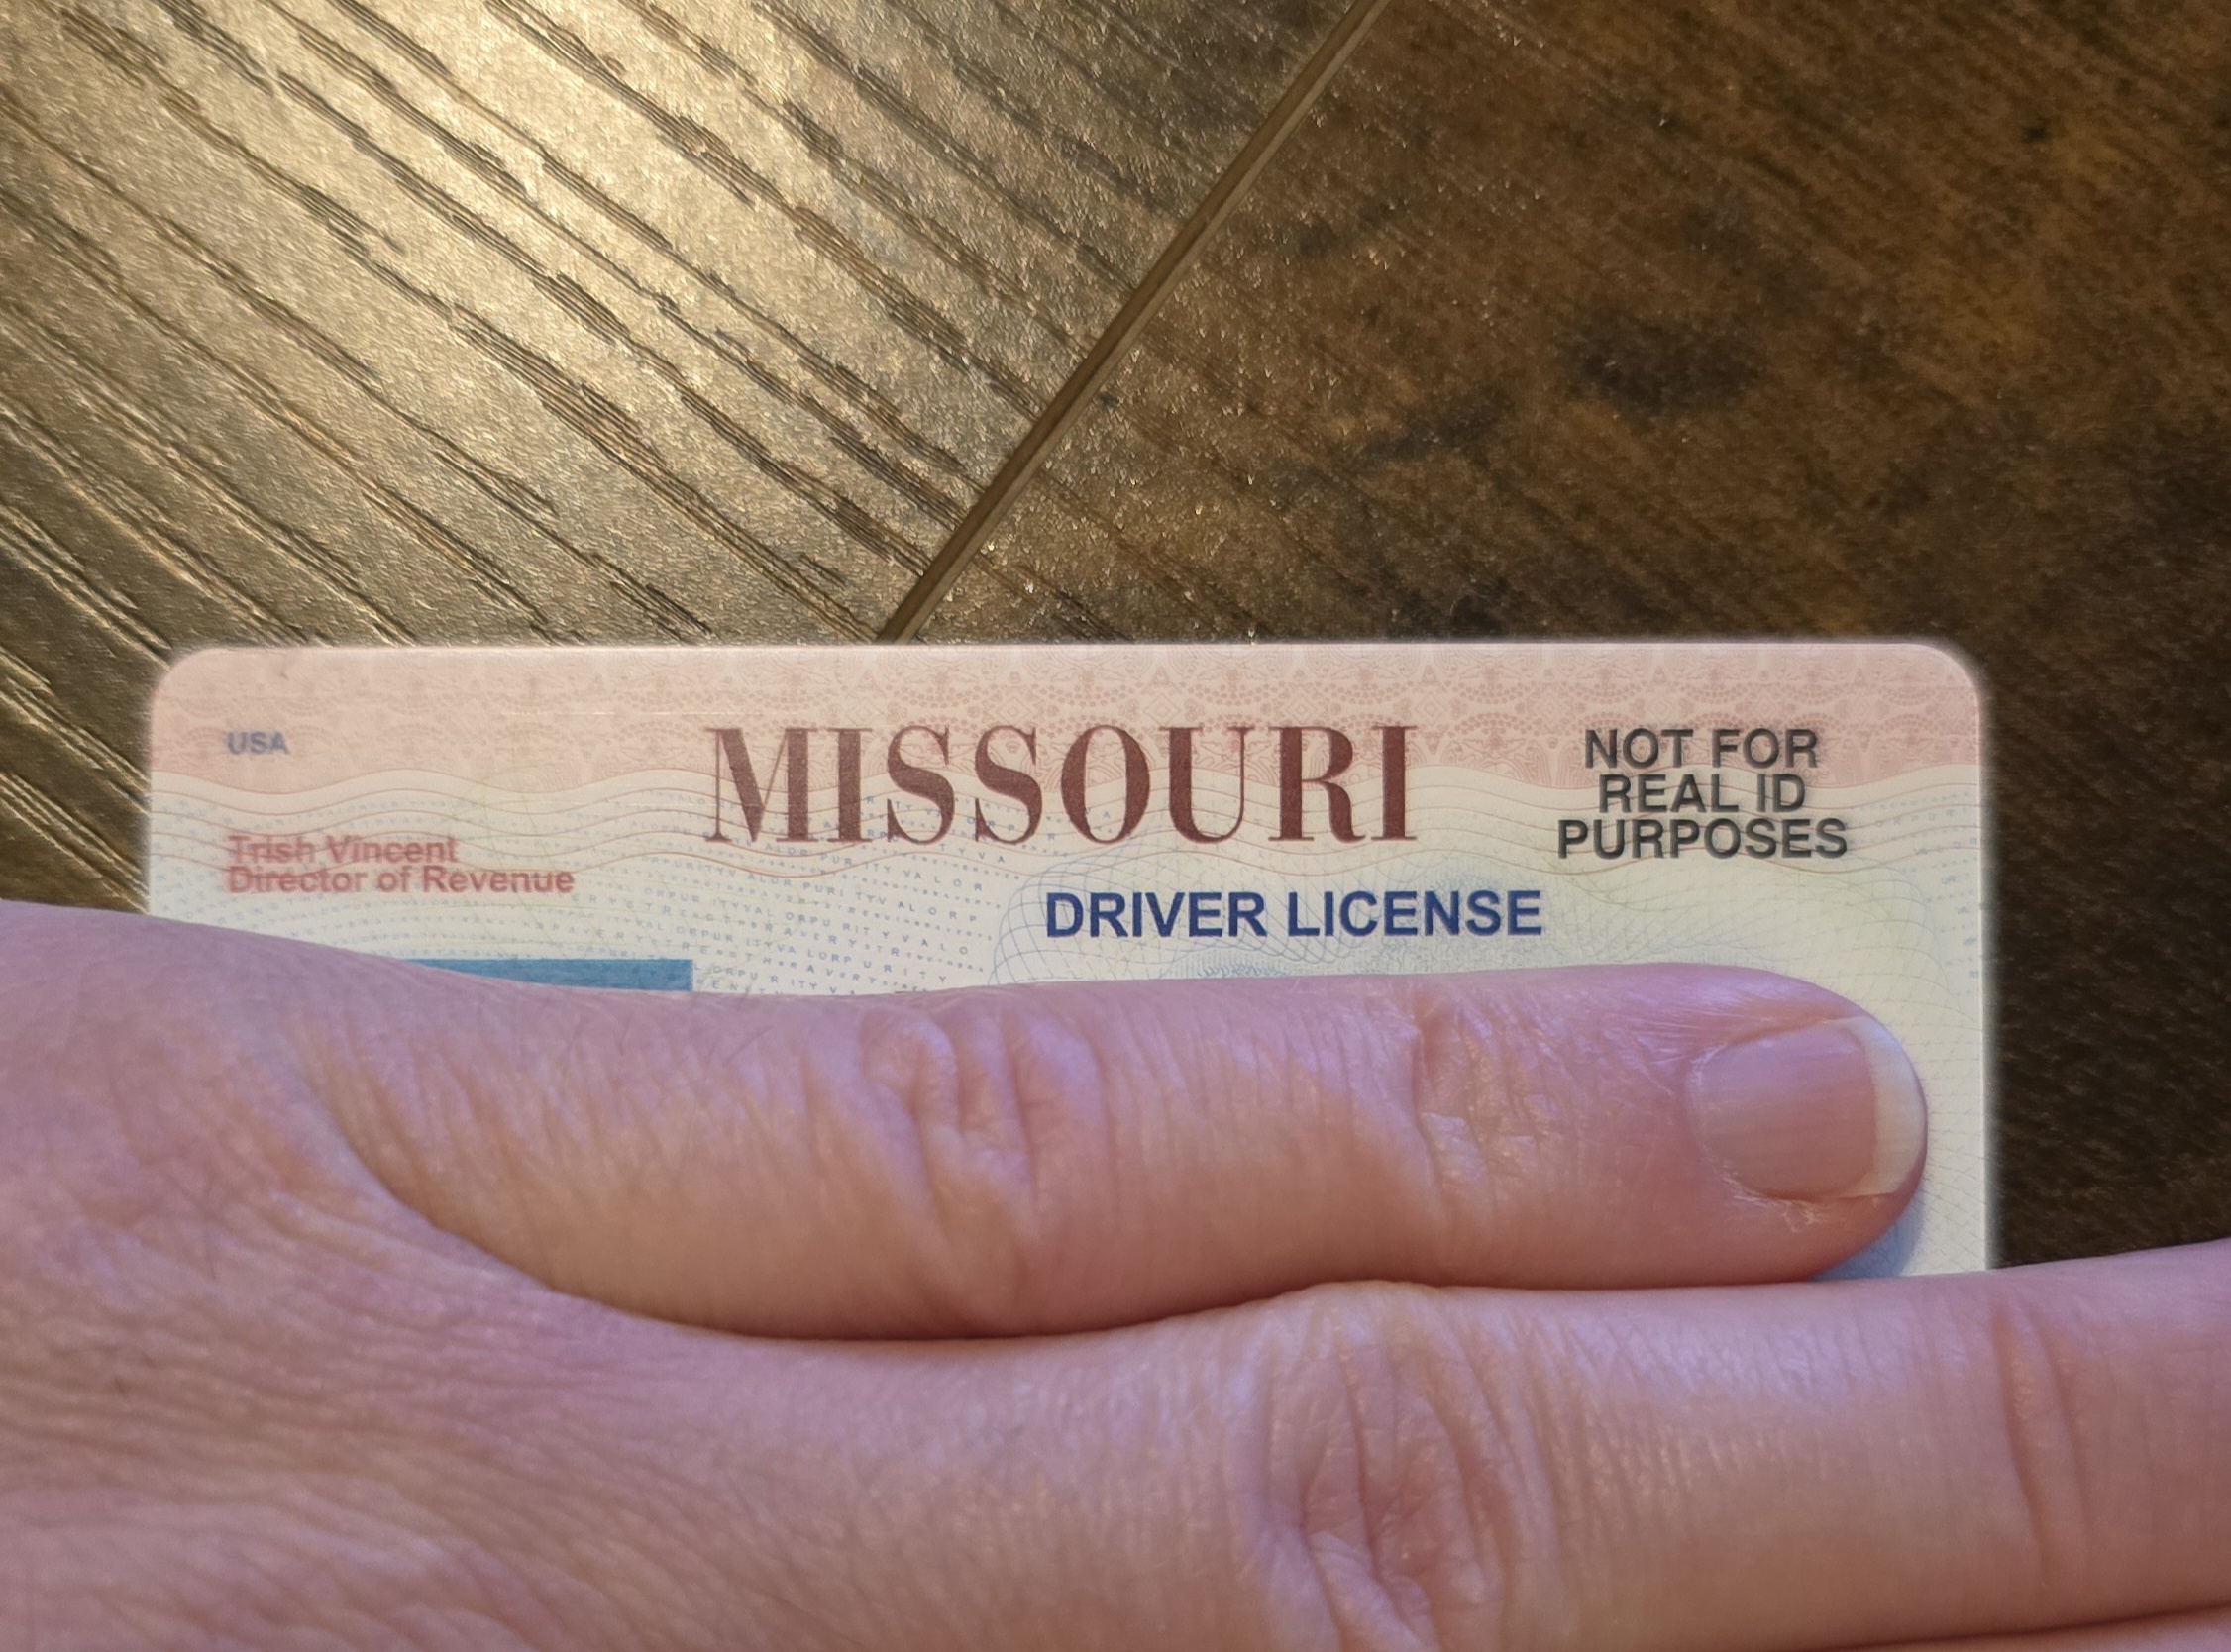 USA
MISSOURI
NOT FOR
REAL ID
PURPOSES
Trish Vincent
Director of Revenue
DRIVER LICENSE